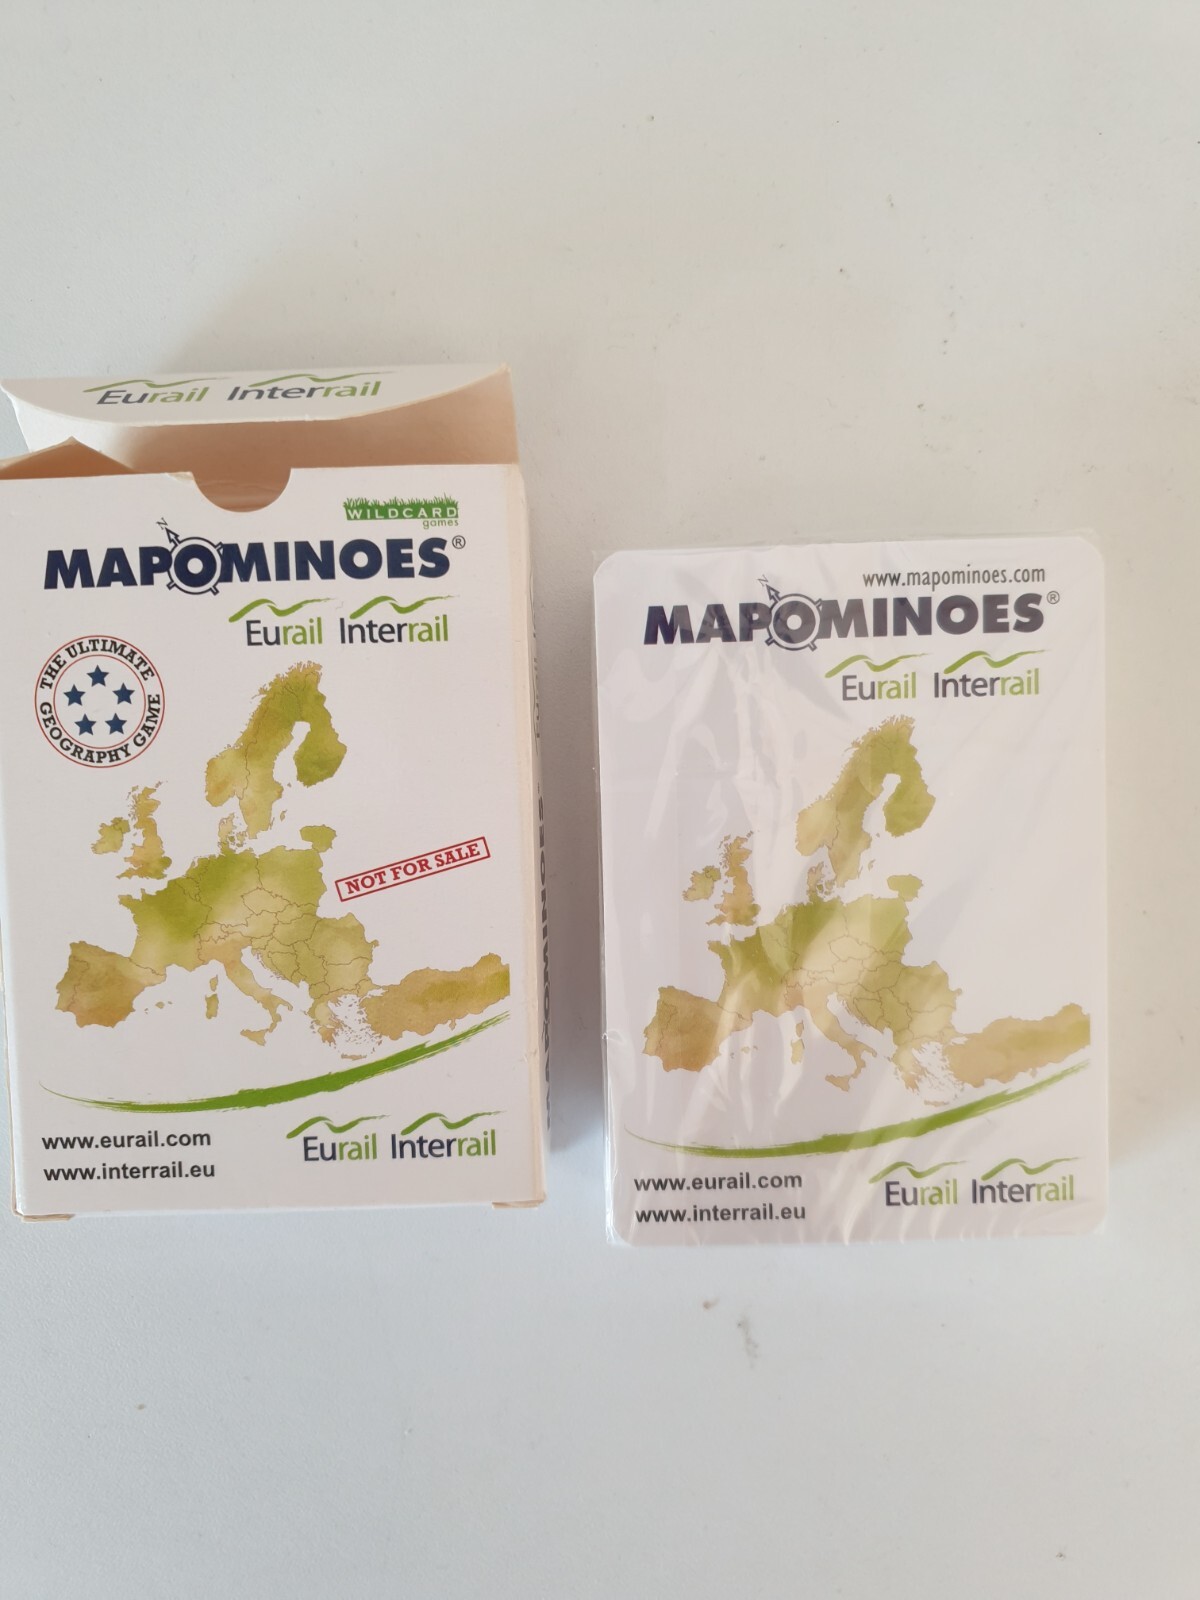 Eurail Interrail
WILDCARD
games
N
MAPOMINOES®
Eurail Interrail
THE ULTIMATE
GEOGRAPHY GAME
NOT FOR SALE
www.eurail.com
www.interrail.eu
Eurail Interrail
MAPOMINOES
www.mapominoes.com
N
MAPOMINOES®
Eurail Interrail
www.eurail.com
www.interrail.eu
Eurail Interrail